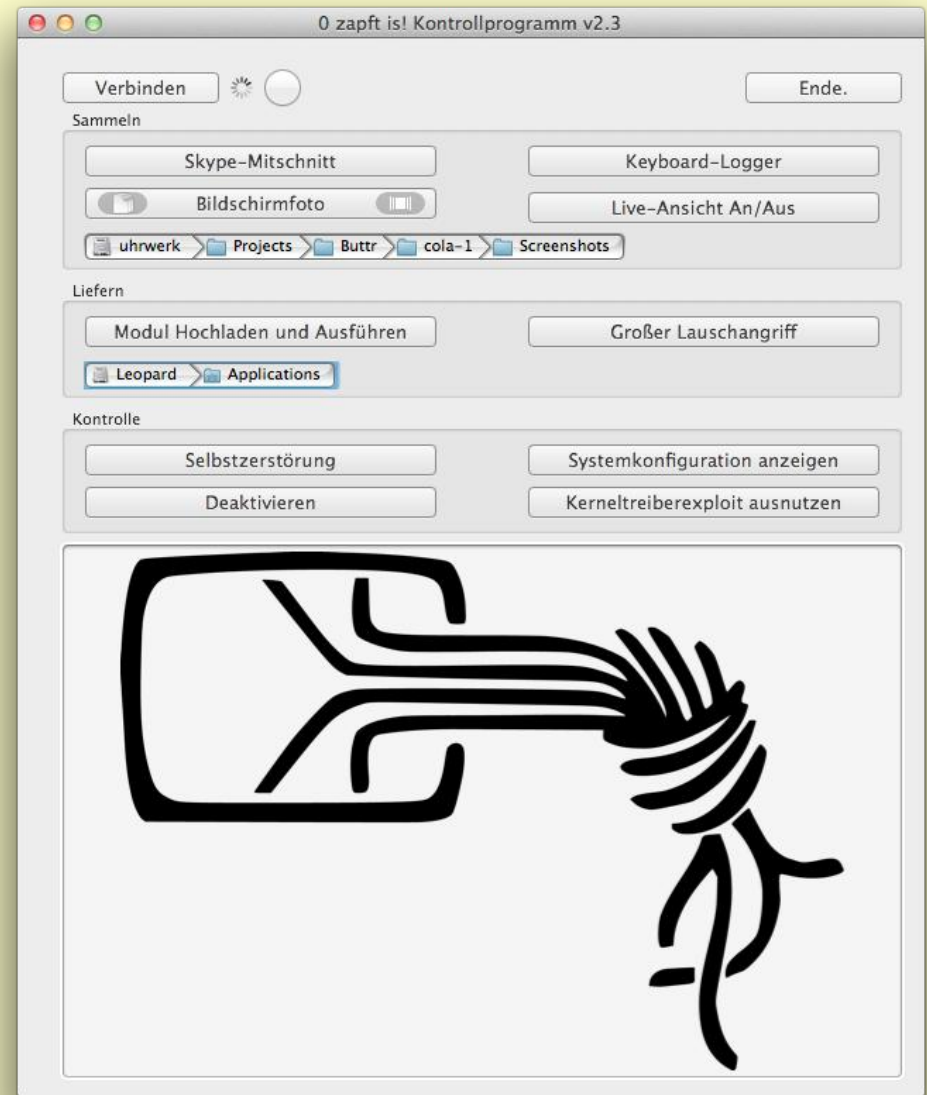 0 zapft is! Kontrollprogramm v2.3
Verbinden Ende.
Sammeln
Skype-Mitschnitt Keyboard-Logger
Bildschirmfoto Live-Ansicht An/Aus
uhrwerk Projects Buttr cola-1 Screenshots
Liefern
Modul Hochladen und Ausführen Großer Lauschangriff
Leopard Applications
Kontrolle
Selbstzerstörung Systemkonfiguration anzeigen
Deaktivieren Kerneltreiberexploit ausnutzen